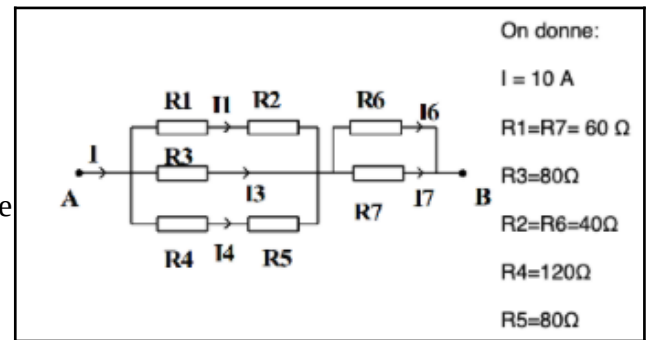 On donne:
I = 10 A
R1=R7= 60 Ω
R3=80Ω
R2=R6=40Ω
R4=120Ω
R5=80Ω
R1 I1 R2 R6 I6
I R3
A I3 R7 I7 B
R4 I4 R5
e